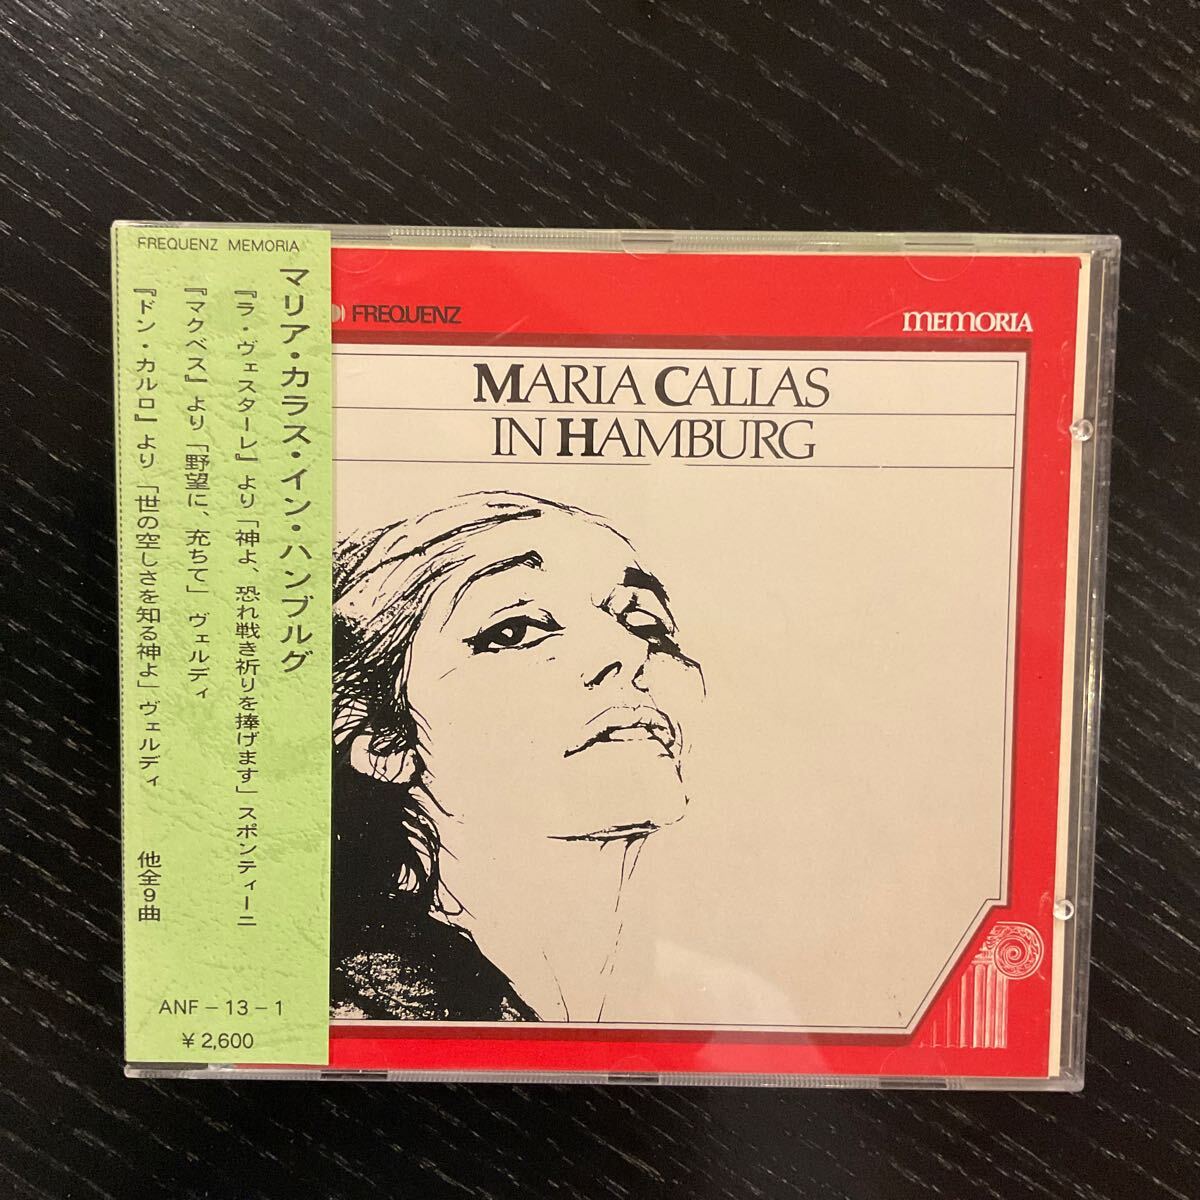 FREQUENZ MEMORIA
マリア・カラス・イン・ハンブルグ
『ラ・ヴェスターレ』より「神よ、恐れ戦き祈りを捧げます」スポンティーニ
『マクベス』より「野望に、充ちて」ヴェルディ
『ドン・カルロ』より「世の空しさを知る神よ」ヴェルディ 他全9曲
ANF－13－1
¥2,600
FREQUENZ
MEMORIA
MARIA CALLAS
IN HAMBURG